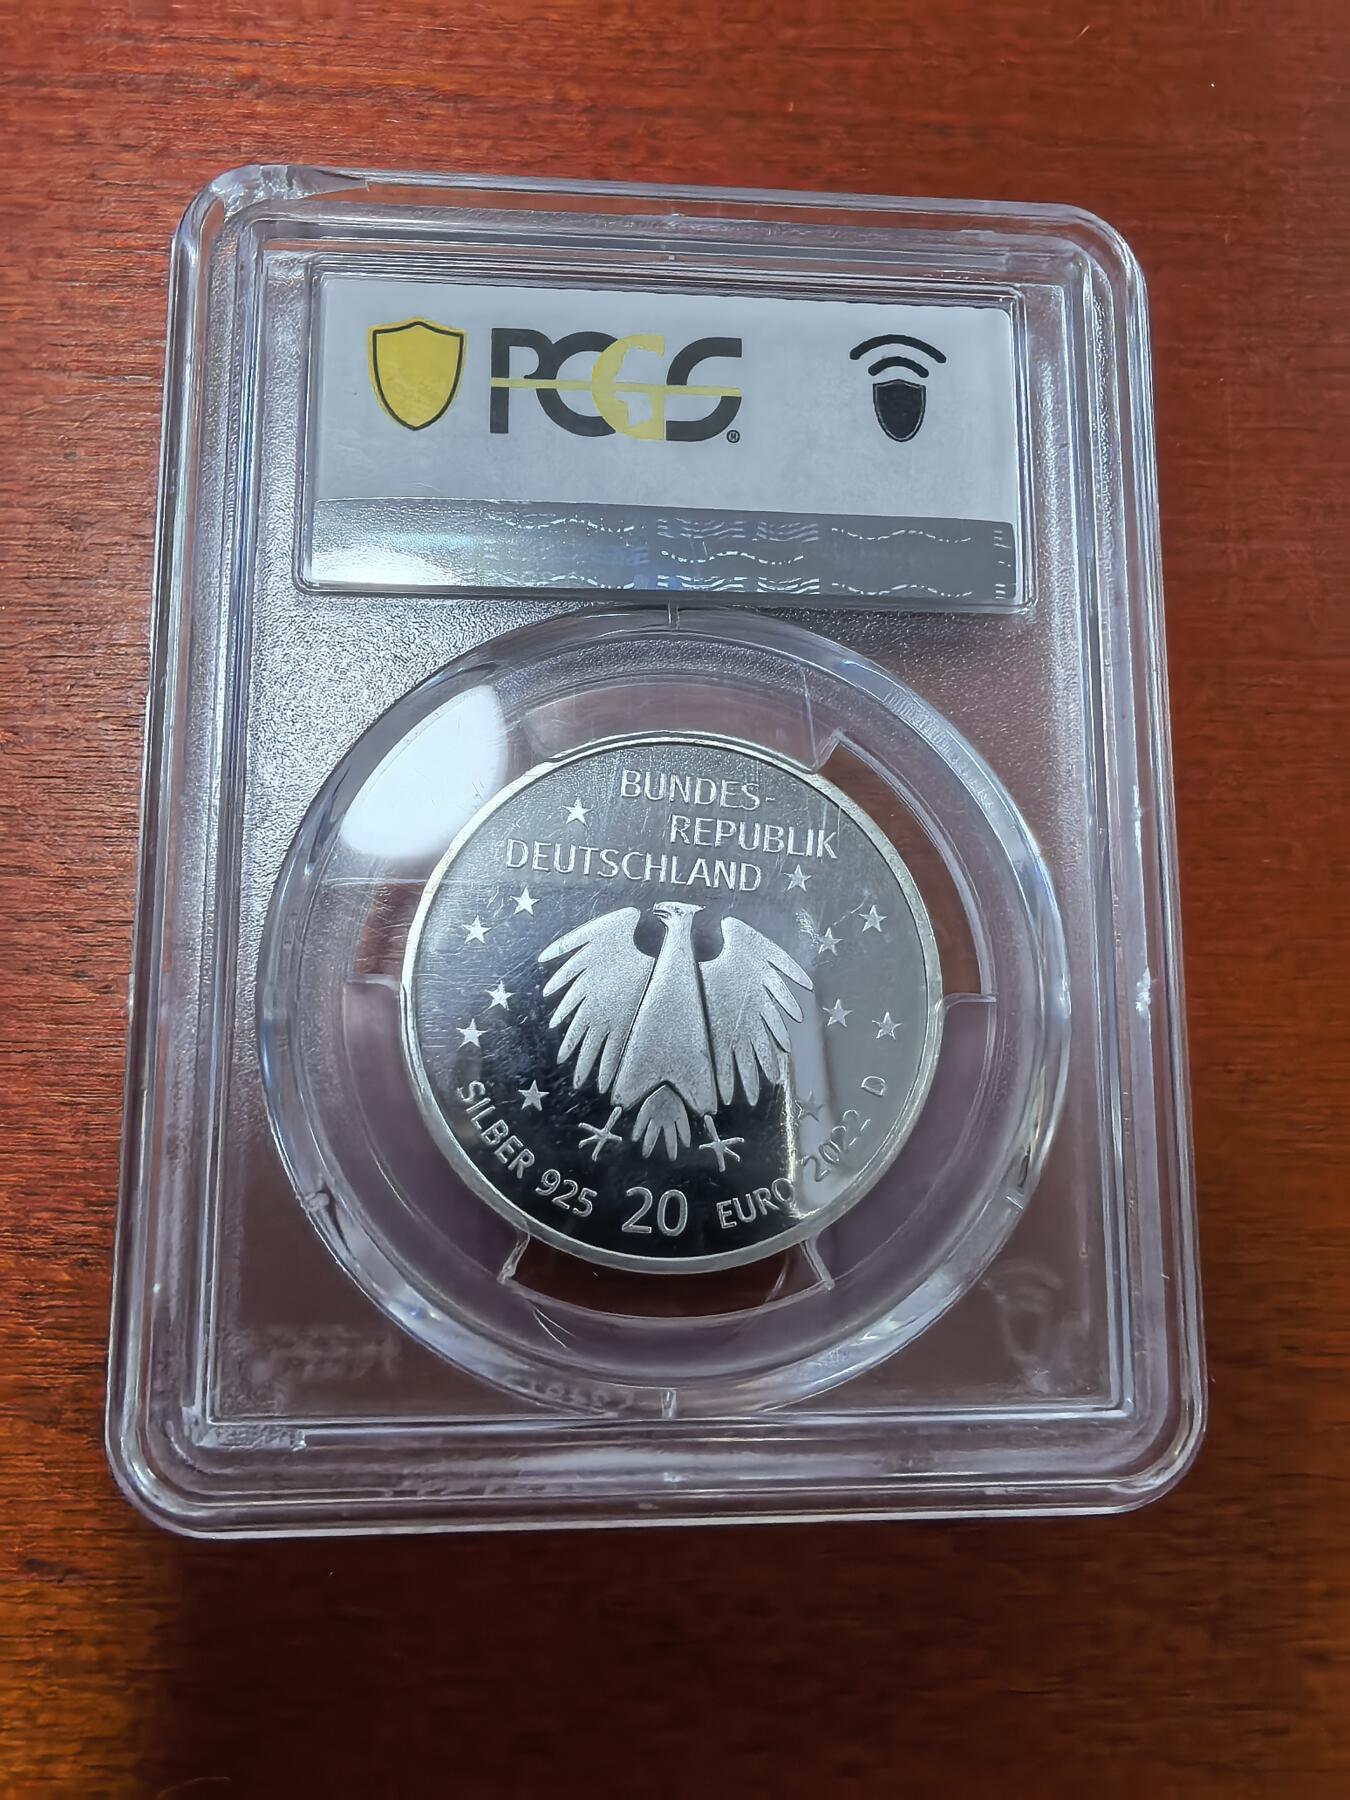 PCGS
BUNDES-
REPUBLIK
DEUTSCHLAND
SILBER 925 20 EURO 2022 D